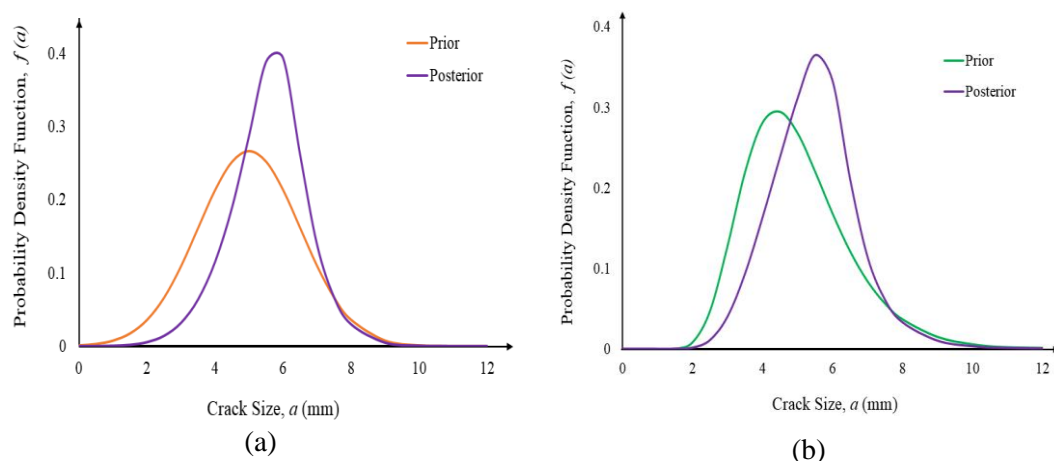 Probability Density Function, f (a)
0.4
0.3
0.2
0.1
0
Prior
Posterior
0 2 4 6 8 10 12
Crack Size, a (mm)
(a)
Probability Density Function, f (a)
0.4
0.3
0.2
0.1
0
Prior
Posterior
0 2 4 6 8 10 12
Crack Size, a (mm)
(b)